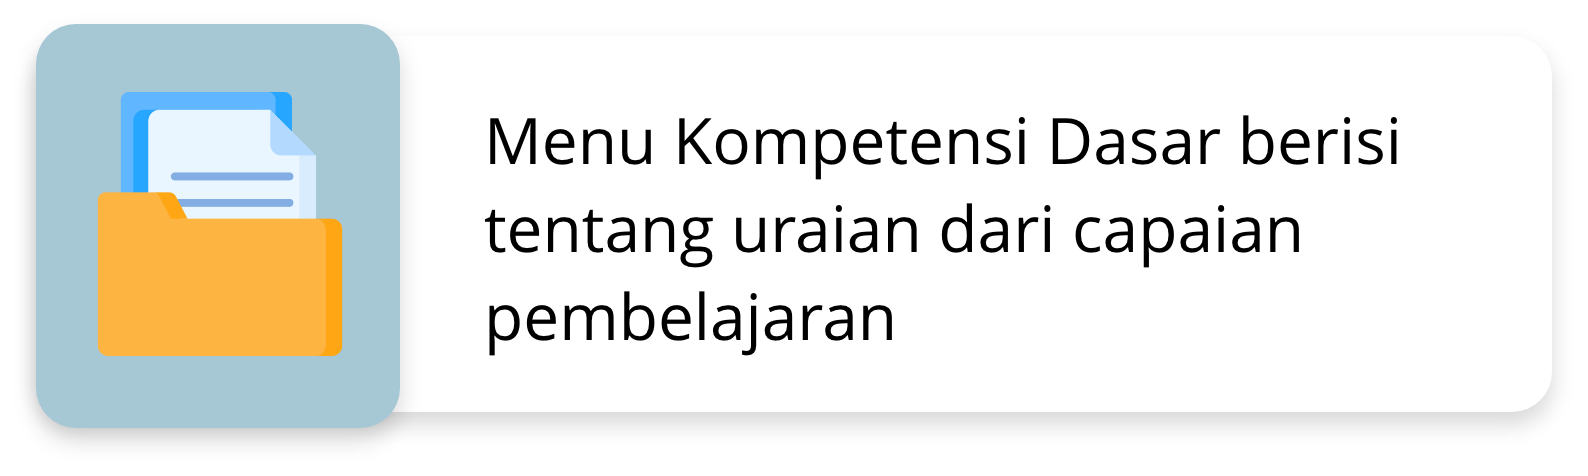 Menu Kompetensi Dasar berisi
tentang uraian dari capaian
pembelajaran